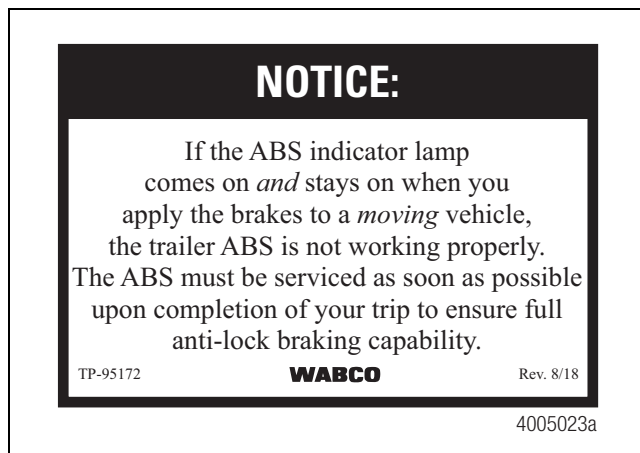 NOTICE:
If the ABS indicator lamp
comes on and stays on when you
apply the brakes to a moving vehicle,
the trailer ABS is not working properly.
The ABS must be serviced as soon as possible
upon completion of your trip to ensure full
anti-lock braking capability.
TP-95172 WABCO Rev. 8/18
4005023a